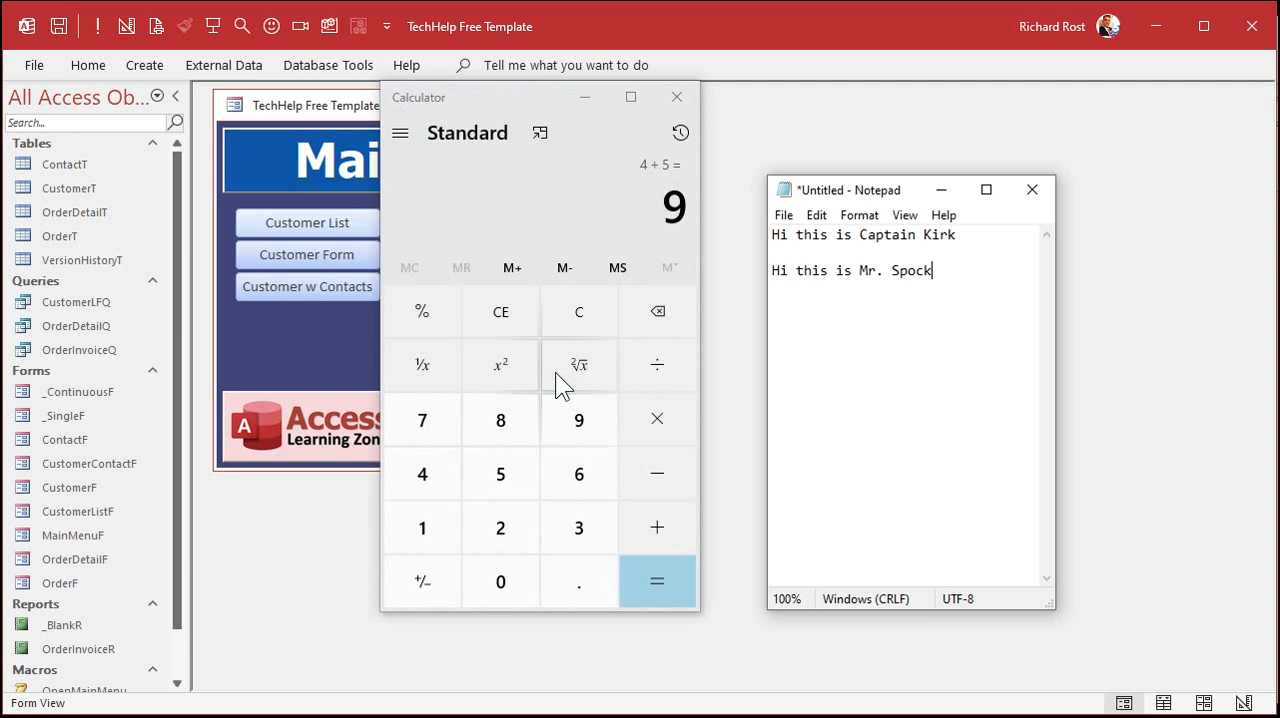 TechHelp Free Template
Richard Rost
File Home Create External Data Database Tools Help Tell me what you want to do
All Access Ob...
Search...
Tables
ContactT
CustomerT
OrderDetailT
OrderT
VersionHistoryT
Queries
CustomerLFQ
OrderDetailQ
OrderInvoiceQ
Forms
_ContinuousF
_SingleF
ContactF
CustomerContactF
CustomerF
CustomerListF
MainMenuF
OrderDetailF
OrderF
Reports
_BlankR
OrderInvoiceR
Macros
OpenMainMenu
Form View
TechHelp Free Template
Mai
Customer List
Customer Form
Customer w Contacts
A
Access
Learning Zon
Calculator
Standard
4 + 5 =
9
MC MR M+ M- MS M˅
% CE C
¹/x x² ²√x ÷
7 8 9 ×
4 5 6 −
1 2 3 +
+/− 0 . =
*Untitled - Notepad
File Edit Format View Help
Hi this is Captain Kirk
Hi this is Mr. Spock
100% Windows (CRLF) UTF-8